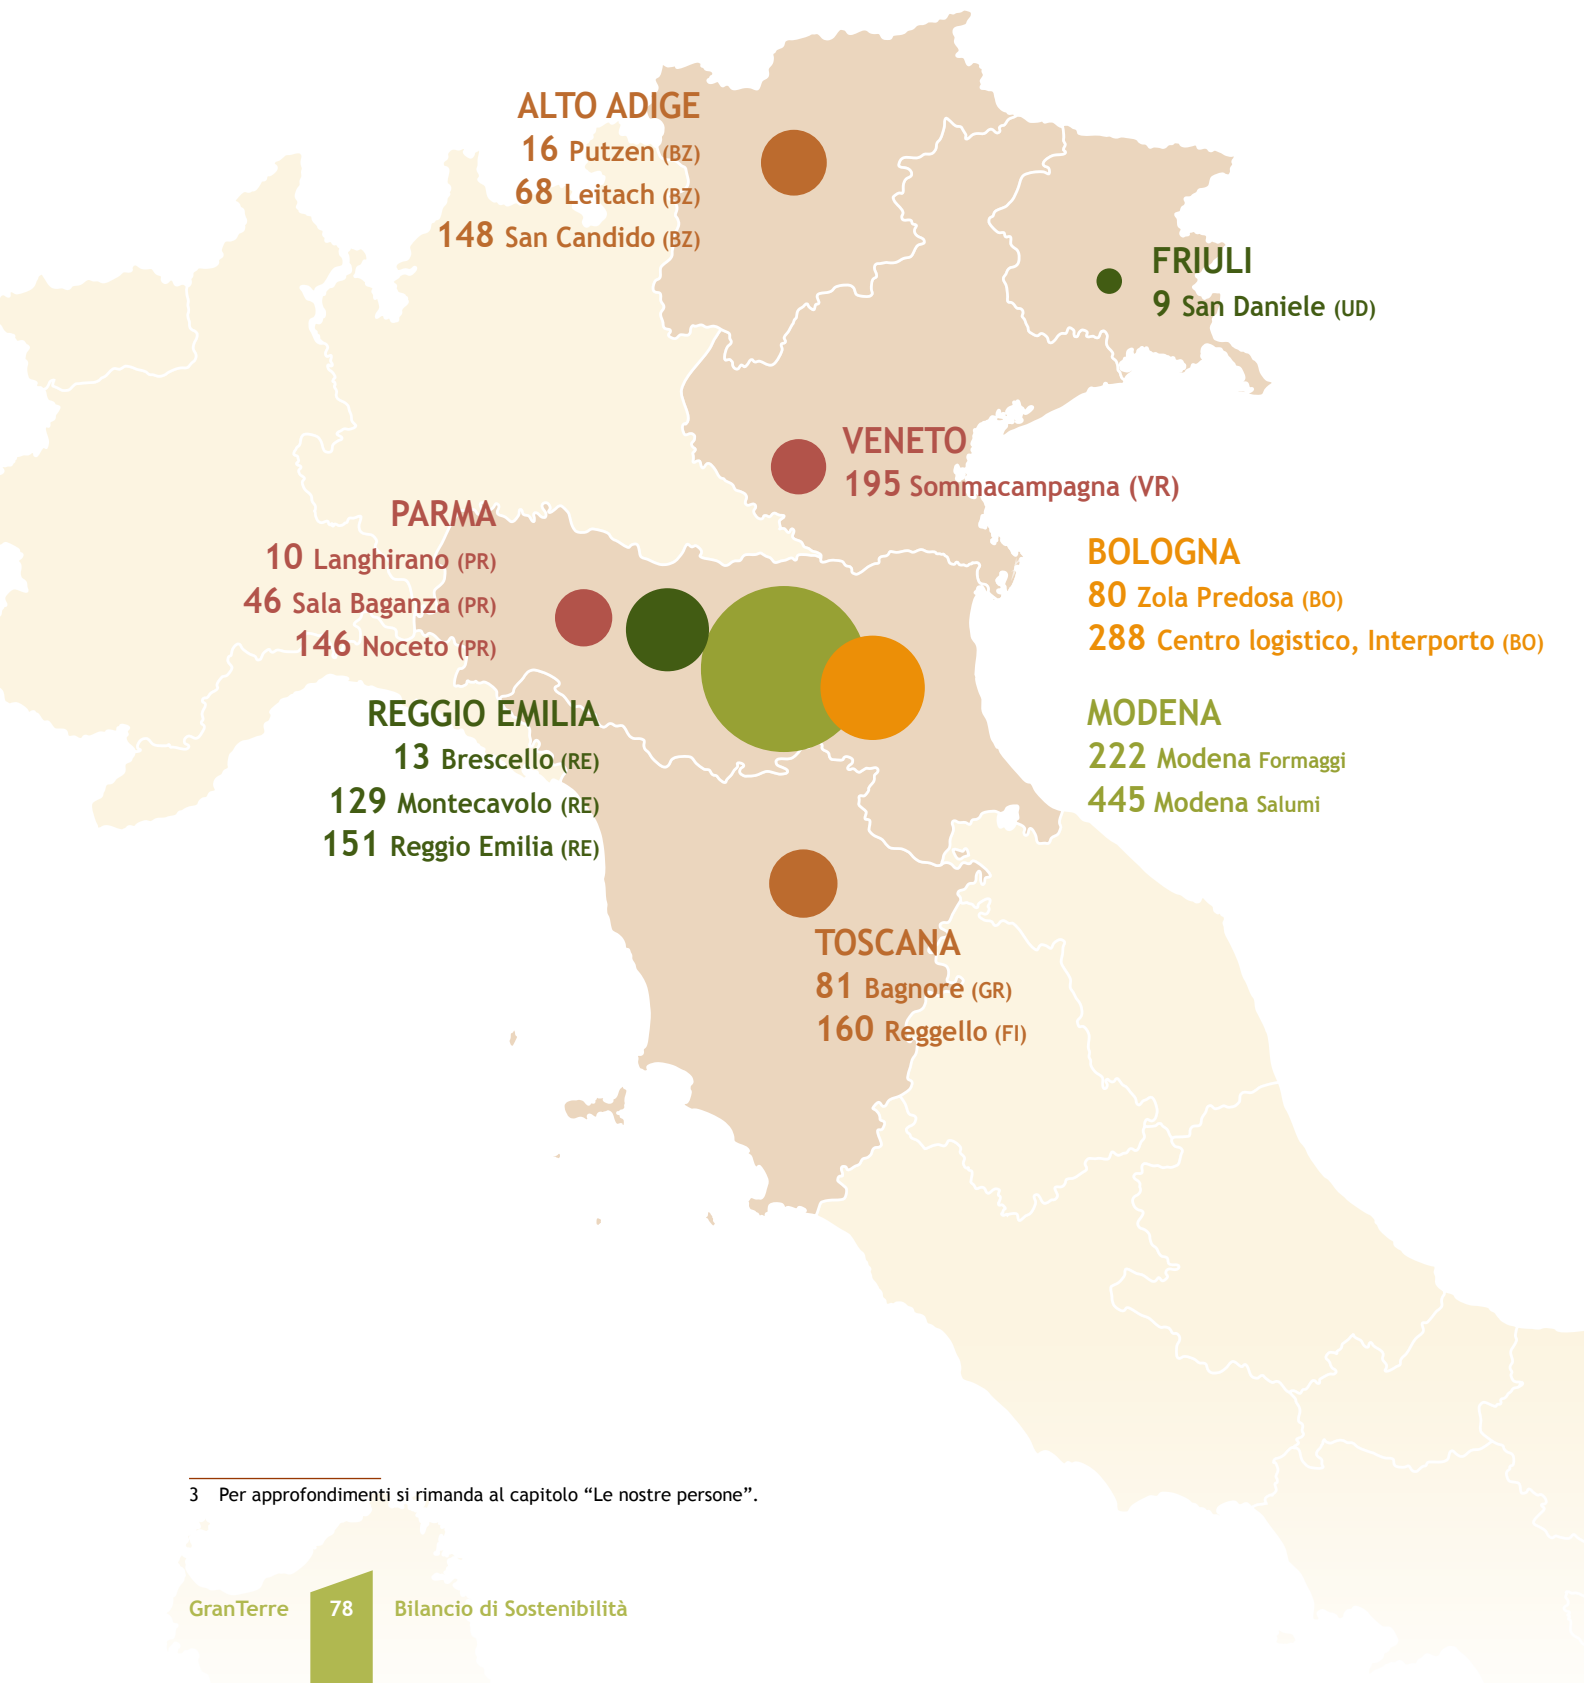 ALTO ADIGE
16 Putzen (BZ)
68 Leitach (BZ)
148 San Candido (BZ)
FRIULI
9 San Daniele (UD)
VENETO
195 Sommacampagna (VR)
PARMA
10 Langhirano (PR)
46 Sala Baganza (PR)
146 Noceto (PR)
BOLOGNA
80 Zola Predosa (BO)
288 Centro logistico, Interporto (BO)
REGGIO EMILIA
13 Brescello (RE)
129 Montecavolo (RE)
151 Reggio Emilia (RE)
MODENA
222 Modena Formaggi
445 Modena Salumi
TOSCANA
81 Bagnore (GR)
160 Reggello (FI)
3 Per approfondimenti si rimanda al capitolo “Le nostre persone”.
GranTerre 78 Bilancio di Sostenibilità